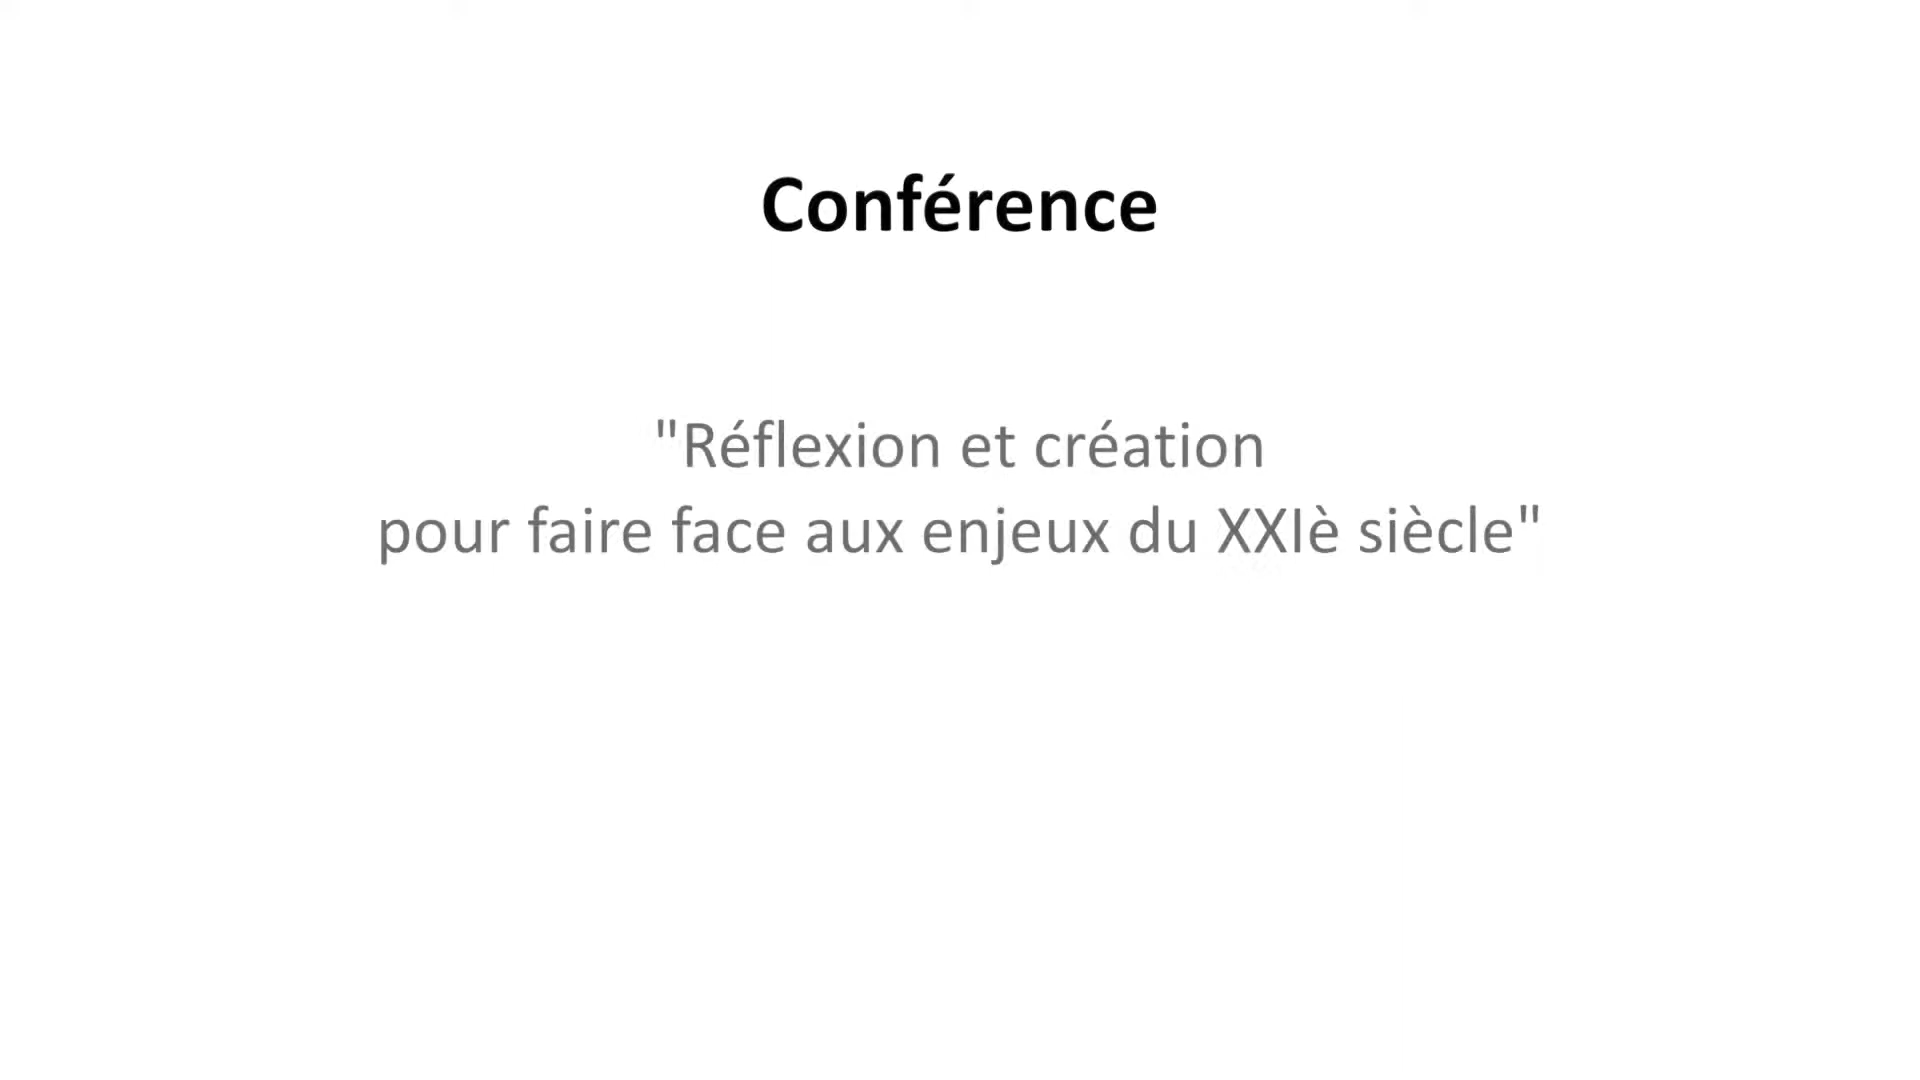 Conférence
"Réflexion et création
pour faire face aux enjeux du XXIè siècle"